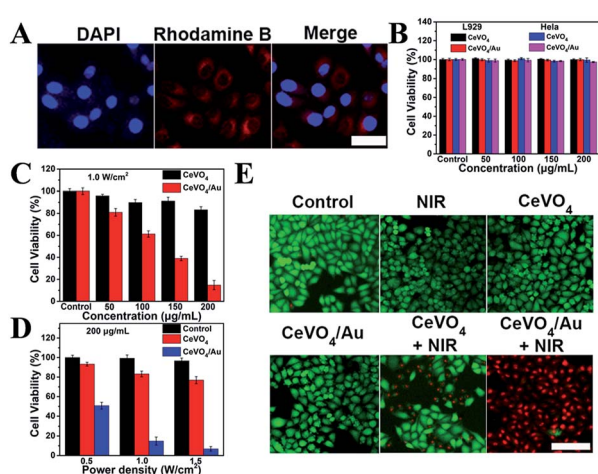 A
DAPI Rhodamine B Merge
B
L929 Hela
CeVO₄ CeVO₄
CeVO₄/Au CeVO₄/Au
Cell Viability (%)
140
120
100
80
60
40
20
0
Control 50 100 150 200
Concentration (µg/mL)
C
1.0 W/cm²
CeVO₄
CeVO₄/Au
Cell Viability (%)
120
100
80
60
40
20
0
Control 50 100 150 200
Concentration (µg/mL)
D
200 µg/mL
Control
CeVO₄
CeVO₄/Au
Cell Viability (%)
140
120
100
80
60
40
20
0
0.5 1.0 1.5
Power density (W/cm²)
E
Control NIR CeVO₄
CeVO₄/Au CeVO₄ CeVO₄/Au
+ NIR + NIR